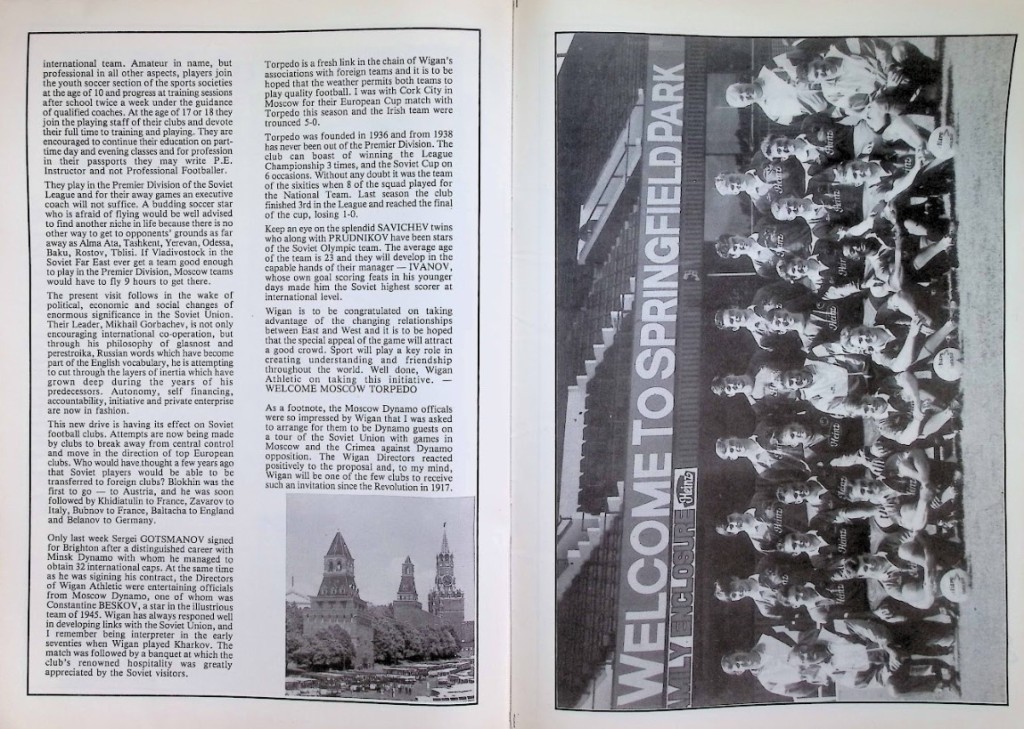 international team. Amateur in name, but
professional in all other aspects, players join
the youth soccer section of the sports societies
at the age of 10 and progress at training sessions
after school twice a week under the guidance
of qualified coaches. At the age of 17 or 18 they
join the playing staff of their clubs and devote
their full time to training and playing. They are
encouraged to continue their education on part-
time day and evening classes and for profession
in their passports they may write P.E.
Instructor and not Professional Footballer.
They play in the Premier Division of the Soviet
League and for their away games an executive
coach will not suffice. A budding soccer star
who is afraid of flying would be well advised
to find another niche in life because there is no
other way to get to opponents' grounds as far
away as Alma Ata, Tashkent, Yerevan, Odessa,
Baku, Rostov, Tblisi. If Vladivostock in the
Soviet Far East ever get a team good enough
to play in the Premier Division, Moscow teams
would have to fly 9 hours to get there.
The present visit follows in the wake of
political, economic and social changes of
enormous significance in the Soviet Union.
Their Leader, Mikhail Gorbachev, is not only
encouraging international co-operation, but
through his philosophy of glasnost and
perestroika, Russian words which have become
part of the English vocabulary, he is attempting
to cut through the layers of inertia which have
grown deep during the years of his
predecessors. Autonomy, self financing,
accountability, initiative and private enterprise
are now in fashion.
This new drive is having its effect on Soviet
football clubs. Attempts are now being made
by clubs to break away from central control
and move in the direction of top European
clubs. Who would have thought a few years ago
that Soviet players would be able to be
transferred to foreign clubs? Blokhin was the
first to go — to Austria, and he was soon
followed by Khidiatulin to France, Zavarov to
Italy, Bubnov to France, Baltacha to England
and Belanov to Germany.
Only last week Sergei GOTSMANOV signed
for Brighton after a distinguished career with
Minsk Dynamo with whom he managed to
obtain 32 international caps. At the same time
as he was sigining his contract, the Directors
of Wigan Athletic were entertaining officials
from Moscow Dynamo, one of whom was
Constantine BESKOV, a star in the illustrious
team of 1945. Wigan has always responed well
in developing links with the Soviet Union, and
I remember being interpreter in the early
seventies when Wigan played Kharkov. The
match was followed by a banquet at which the
club's renowned hospitality was greatly
appreciated by the Soviet visitors.
Torpedo is a fresh link in the chain of Wigan's
associations with foreign teams and it is to be
hoped that the weather permits both teams to
play quality football. I was with Cork City in
Moscow for their European Cup match with
Torpedo this season and the Irish team were
trounced 5-0.
Torpedo was founded in 1936 and from 1938
has never been out of the Premier Division. The
club can boast of winning the League
Championship 3 times, and the Soviet Cup on
6 occasions. Without any doubt it was the team
of the sixities when 8 of the squad played for
the National Team. Last season the club
finished 3rd in the League and reached the final
of the cup, losing 1-0.
Keep an eye on the splendid SAVICHEV twins
who along with PRUDNIKOV have been stars
of the Soviet Olympic team. The average age
of the team is 23 and they will develop in the
capable hands of their manager — IVANOV,
whose own goal scoring feats in his younger
days made him the Soviet highest scorer at
international level.
Wigan is to be congratulated on taking
advantage of the changing relationships
between East and West and it is to be hoped
that the special appeal of the game will attract
a good crowd. Sport will play a key role in
creating understanding and friendship
throughout the world. Well done, Wigan
Athletic on taking this initiative. —
WELCOME MOSCOW TORPEDO
As a footnote, the Moscow Dynamo officals
were so impressed by Wigan that I was asked
to arrange for them to be Dynamo guests on
a tour of the Soviet Union with games in
Moscow and the Crimea against Dynamo
opposition. The Wigan Directors reacted
positively to the proposal and, to my mind,
Wigan will be one of the few clubs to receive
such an invitation since the Revolution in 1917.
WELCOME TO SPRINGFIELD PARK
MILY ENCLOSURE Heinz
Heinz
Heinz
Heinz
Heinz
Heinz
Heinz